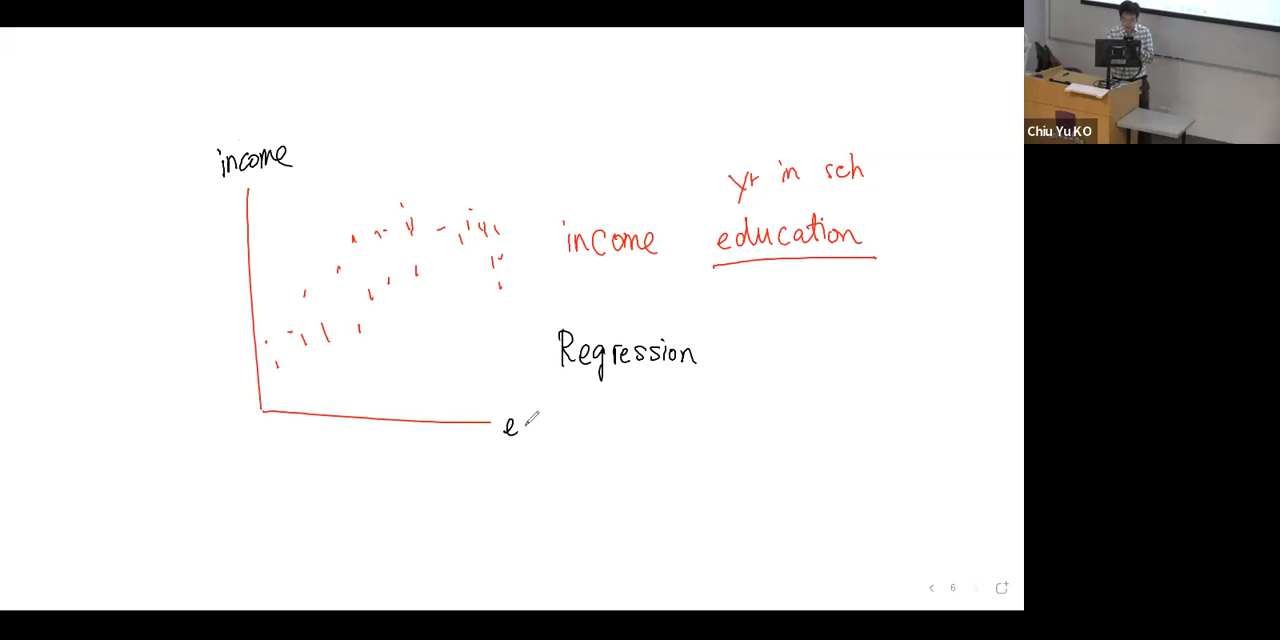 income
yr in sch
income education
Regression
e
6
Chiu Yu KO